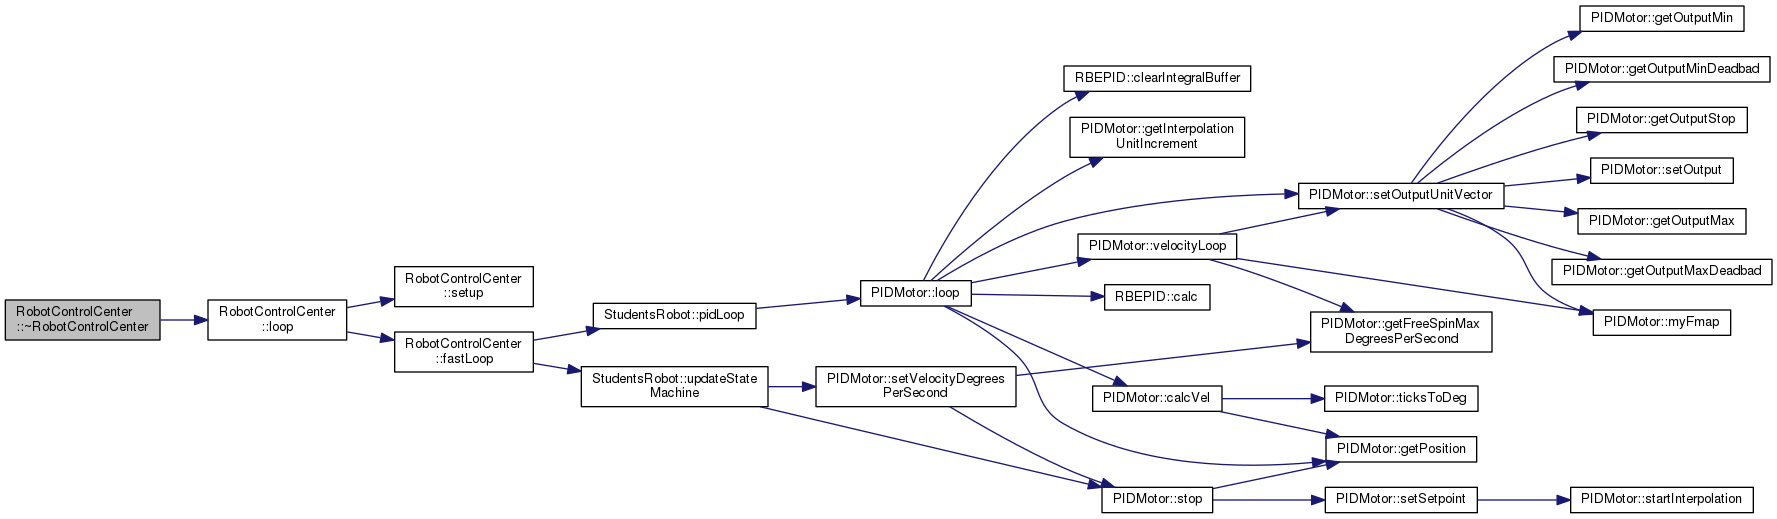 RobotControlCenter
::~RobotControlCenter
RobotControlCenter
::loop
RobotControlCenter
::setup
RobotControlCenter
::fastLoop
StudentsRobot::pidLoop
StudentsRobot::updateState
Machine
PIDMotor::loop
PIDMotor::setVelocityDegrees
PerSecond
RBEPID::clearIntegralBuffer
PIDMotor::getInterpolation
UnitIncrement
PIDMotor::velocityLoop
RBEPID::calc
PIDMotor::calcVel
PIDMotor::stop
PIDMotor::setOutputUnitVector
PIDMotor::getFreeSpinMax
DegreesPerSecond
PIDMotor::ticksToDeg
PIDMotor::getPosition
PIDMotor::setSetpoint
PIDMotor::getOutputMin
PIDMotor::getOutputMinDeadbad
PIDMotor::getOutputStop
PIDMotor::setOutput
PIDMotor::getOutputMax
PIDMotor::getOutputMaxDeadbad
PIDMotor::myFmap
PIDMotor::startInterpolation